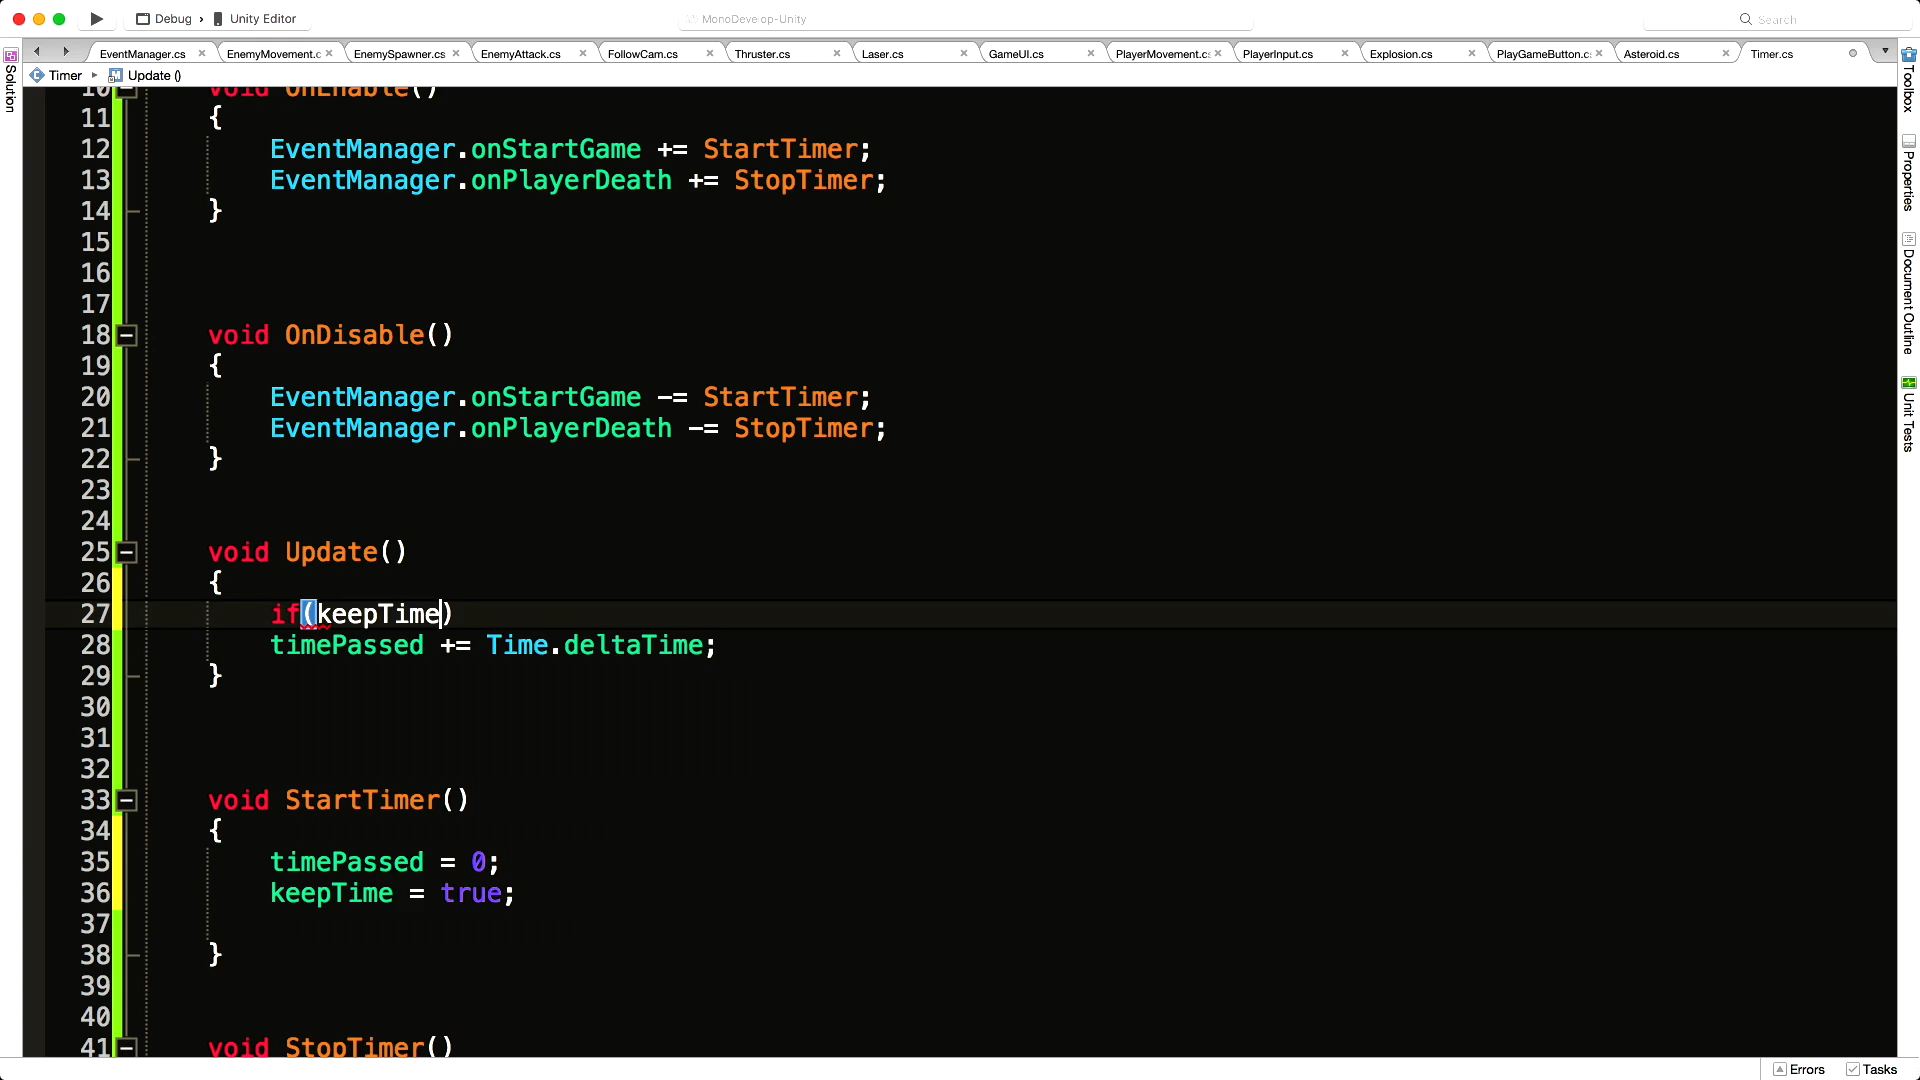 Debug › Unity Editor
MonoDevelop-Unity
Search
EventManager.cs EnemyMovement.c EnemySpawner.cs EnemyAttack.cs FollowCam.cs Thruster.cs Laser.cs GameUI.cs PlayerMovement.c PlayerInput.cs Explosion.cs PlayGameButton.c Asteroid.cs Timer.cs
Timer ▸ Update ()
Solution
Toolbox
Properties
Document Outline
Unit Tests
10 void OnEnable()
11 {
12 EventManager.onStartGame += StartTimer;
13 EventManager.onPlayerDeath += StopTimer;
14 }
15
16
17
18 void OnDisable()
19 {
20 EventManager.onStartGame -= StartTimer;
21 EventManager.onPlayerDeath -= StopTimer;
22 }
23
24
25 void Update()
26 {
27 if(keepTime)
28 timePassed += Time.deltaTime;
29 }
30
31
32
33 void StartTimer()
34 {
35 timePassed = 0;
36 keepTime = true;
37
38 }
39
40
41 void StopTimer()
Errors Tasks